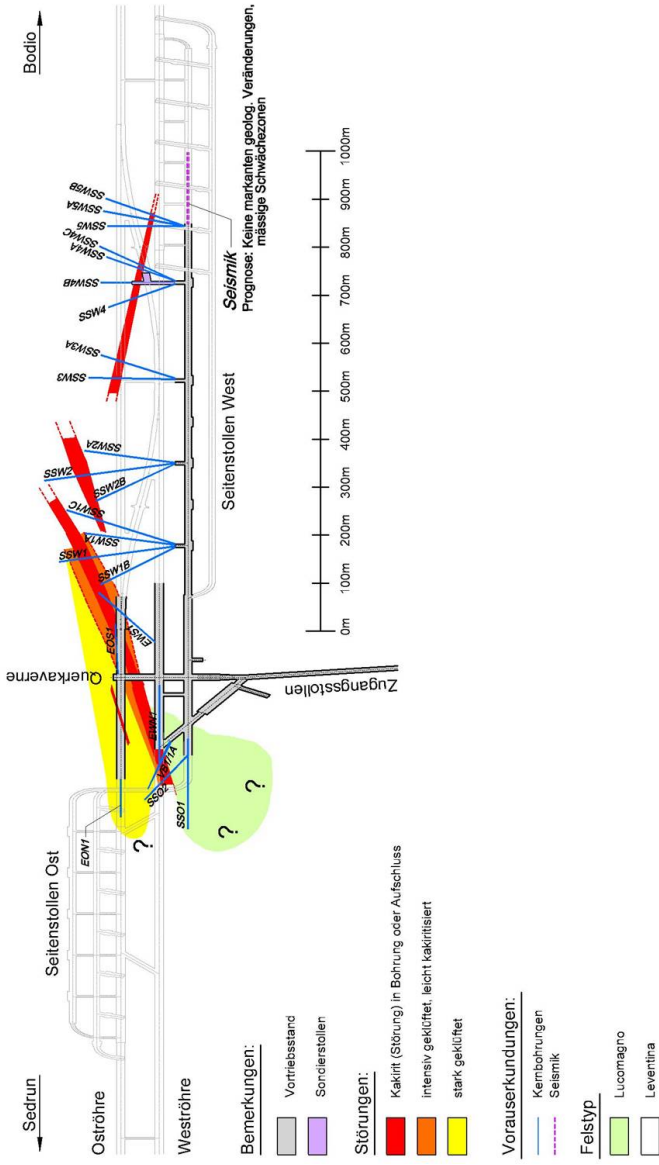 Sedrun
Bodio
Seitenstollen Ost
Oströhre
Weströhre
EON1
Querkaverne
EOS1
EWS1
EWN1
VS1/1A
SSO2
SSO1
?
?
?
SSW1
SSW1A
SSW1B
SSW1C
SSW2
SSW2A
SSW2B
SSW3
SSW3A
SSW4
SSW4B
SSW4A
SSW4C
SSW5
SSW5A
SSW5B
Zugangsstollen
Seitenstollen West
Seismik
Prognose: Keine markanten geolog. Veränderungen,
mässige Schwächezonen
0m 100m 200m 300m 400m 500m 600m 700m 800m 900m 1000m
Bemerkungen:
Vortriebsstand
Sondierstollen
Störungen:
Kakirit (Störung) in Bohrung oder Aufschluss
intensiv geklüftet, leicht kakiritisiert
stark geklüftet
Vorauserkundungen:
Kernbohrungen
Seismik
Felstyp
Lucomagno
Leventina